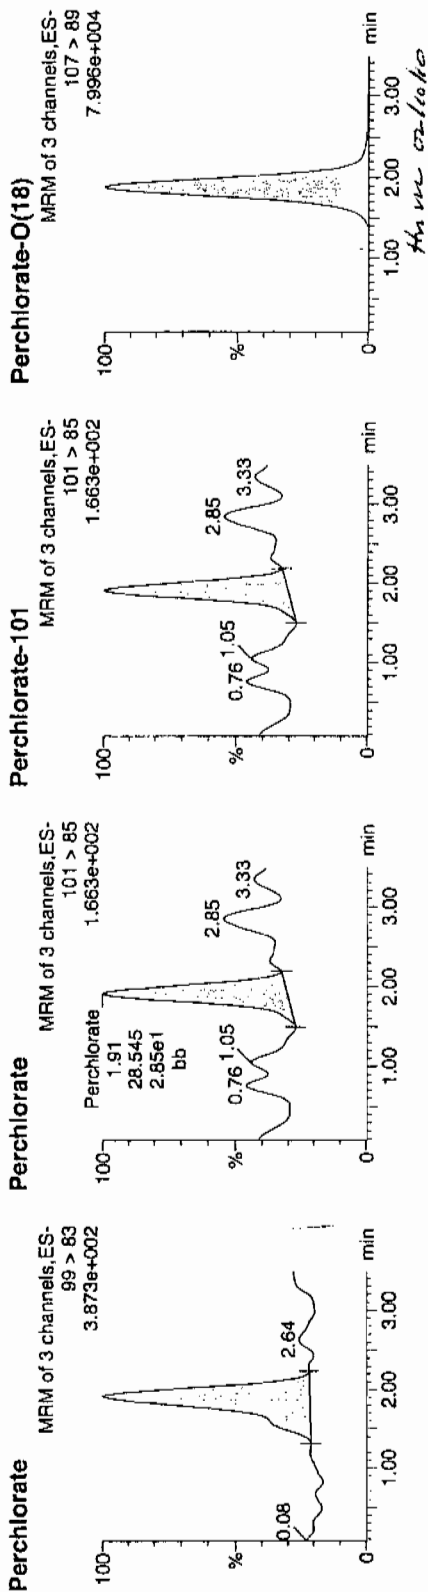 Perchlorate
MRM of 3 channels,ES-
99 > 83
3.873e+002
100
%
0
0.08
2.64
1.00
2.00
3.00
min
Perchlorate
MRM of 3 channels,ES-
101 > 85
1.663e+002
100
%
0
Perchlorate
1.91
28.545
2.85e1
bb
0.76
1.05
2.85
3.33
1.00
2.00
3.00
min
Perchlorate-101
MRM of 3 channels,ES-
101 > 85
1.663e+002
100
%
0
0.76
1.05
2.85
3.33
1.00
2.00
3.00
min
Perchlorate-O(18)
MRM of 3 channels,ES-
107 > 89
7.996e+004
100
%
0
1.00
2.00
3.00
min